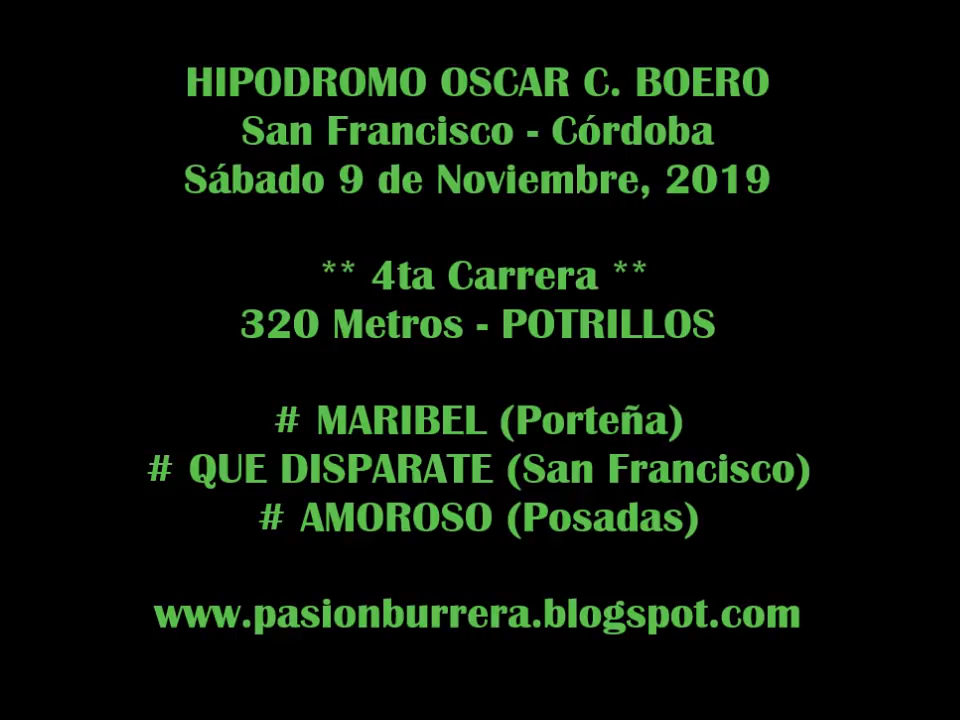 HIPODROMO OSCAR C. BOERO
San Francisco - Córdoba
Sábado 9 de Noviembre, 2019
** 4ta Carrera **
320 Metros - POTRILLOS
# MARIBEL (Porteña)
# QUE DISPARATE (San Francisco)
# AMOROSO (Posadas)
www.pasionburrera.blogspot.com